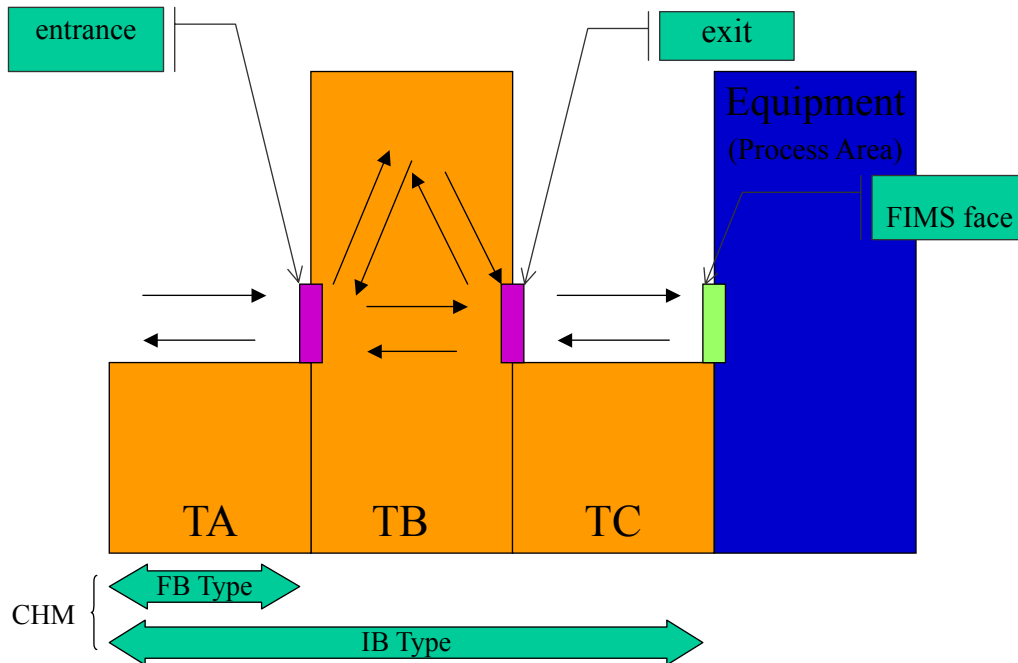 entrance
exit
Equipment
(Process Area)
FIMS face
TA
TB
TC
FB Type
CHM
IB Type